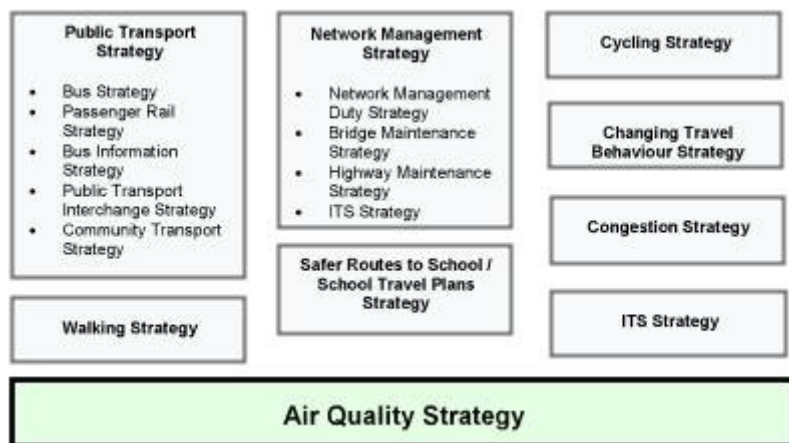 Public Transport
Strategy
• Bus Strategy
• Passenger Rail
Strategy
• Bus Information
Strategy
• Public Transport
Interchange Strategy
• Community Transport
Strategy
Walking Strategy
Network Management
Strategy
• Network Management
Duty Strategy
• Bridge Maintenance
Strategy
• Highway Maintenance
Strategy
• ITS Strategy
Safer Routes to School /
School Travel Plans
Strategy
Cycling Strategy
Changing Travel
Behaviour Strategy
Congestion Strategy
ITS Strategy
Air Quality Strategy